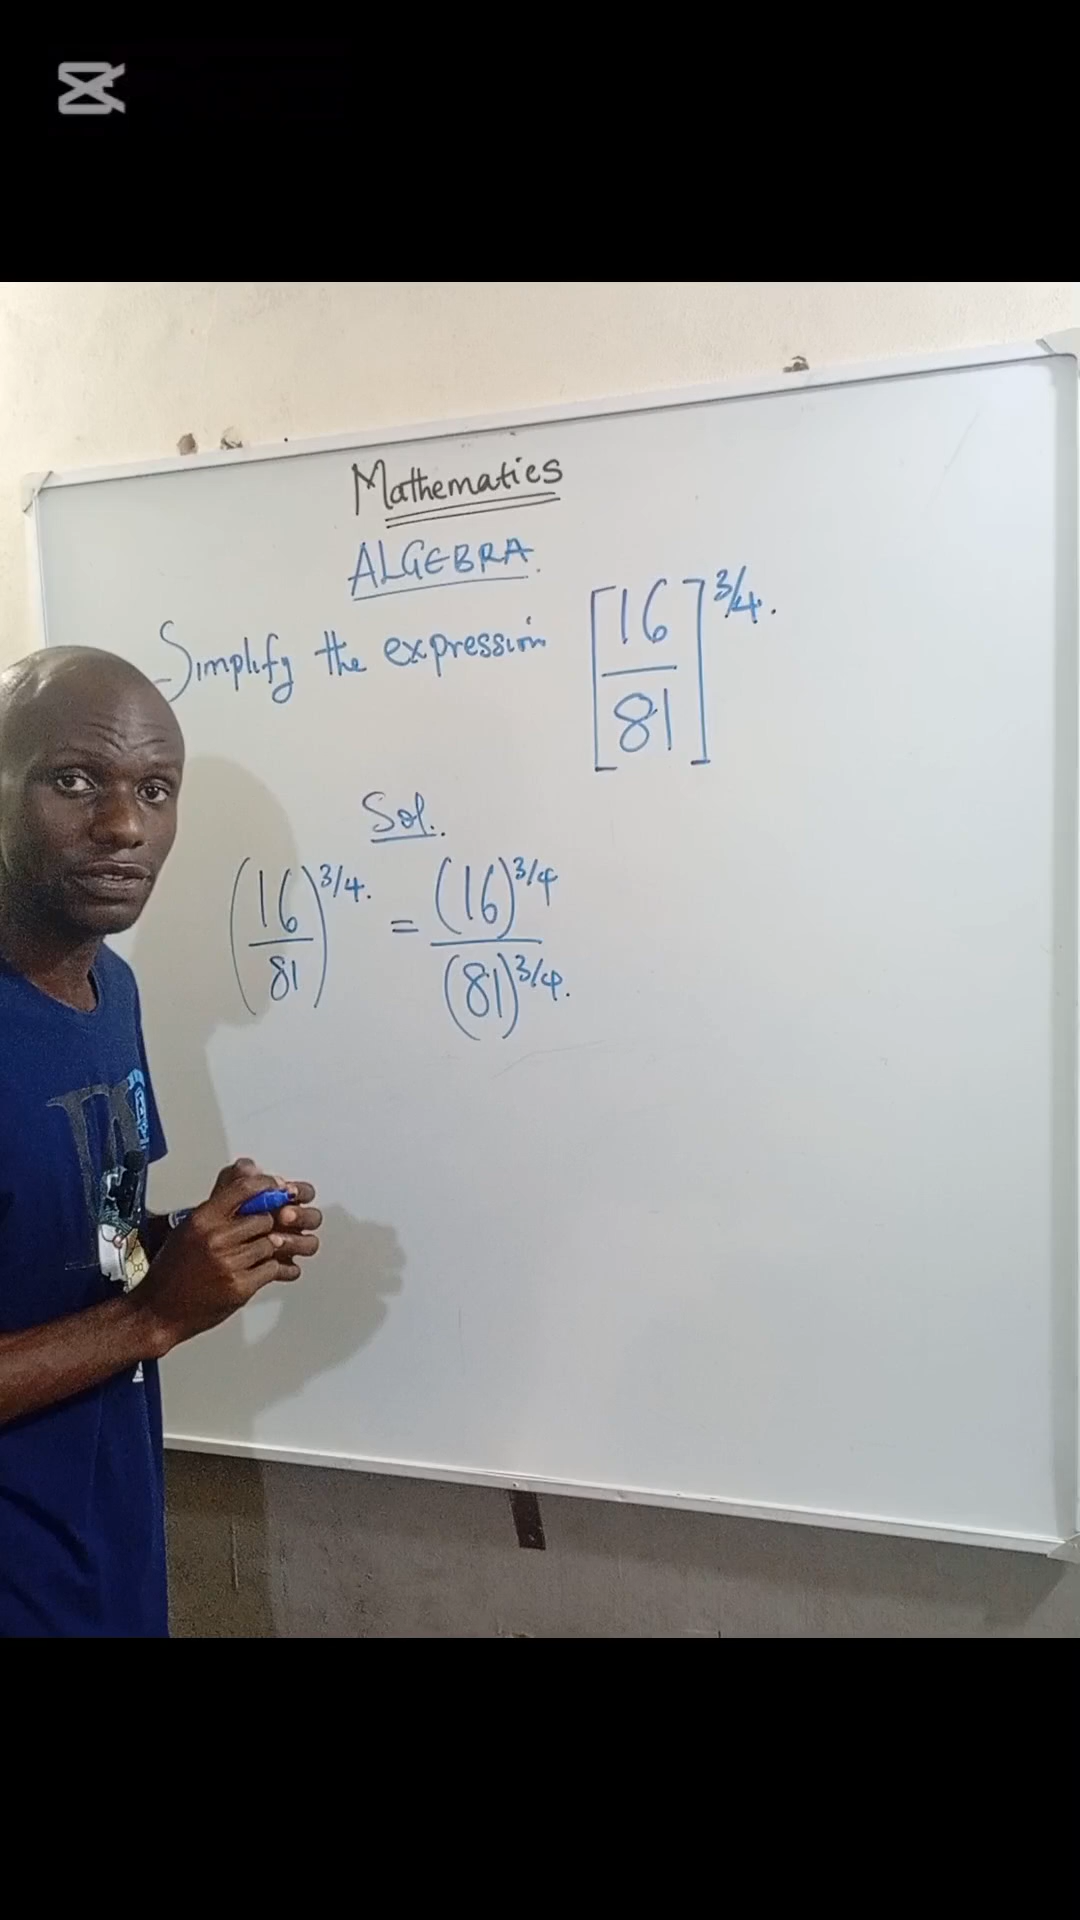 Mathematics
ALGEBRA.
Simplify the expression [16/81]^3/4.
Sol.
(16/81)^3/4. = (16)^3/4 / (81)^3/4.